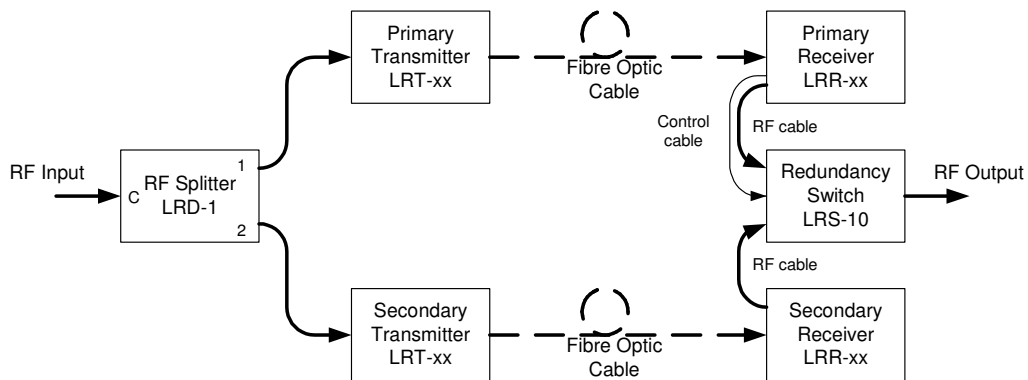 Primary
Transmitter
LRT-xx
Fibre Optic
Cable
Primary
Receiver
LRR-xx
Control
cable
RF cable
RF Input
C
RF Splitter
LRD-1
1
2
Redundancy
Switch
LRS-10
RF Output
RF cable
Secondary
Transmitter
LRT-xx
Fibre Optic
Cable
Secondary
Receiver
LRR-xx